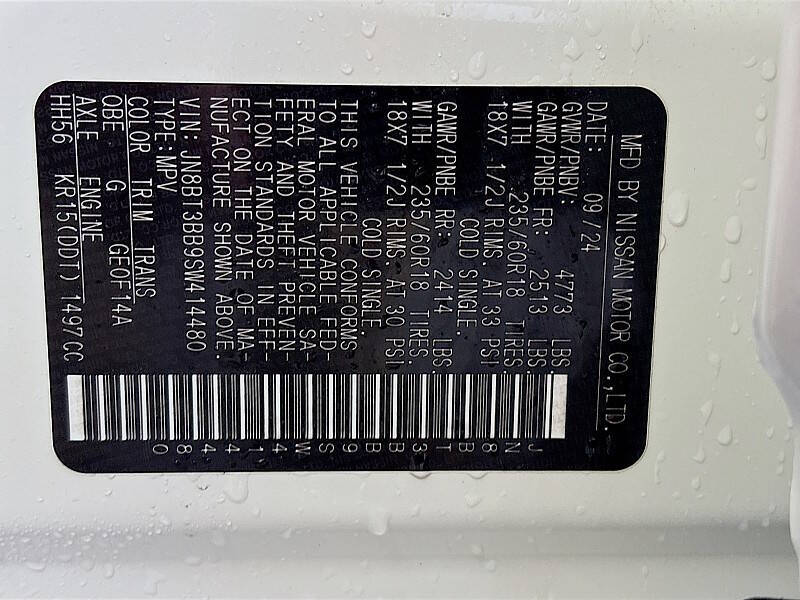 MFD BY NISSAN MOTOR CO.,LTD.
DATE: 09/24
GVWR/PNBV: 4773 LBS.
GAWR/PNBE FR: 2513 LBS.
WITH 235/60R18 TIRES.
18X7 1/2J RIMS. AT 33 PSI
COLD SINGLE
GAWR/PNBE RR: 2414 LBS.
WITH 235/60R18 TIRES.
18X7 1/2J RIMS. AT 30 PSI
COLD SINGLE
THIS VEHICLE CONFORMS
TO ALL APPLICABLE FED-
ERAL MOTOR VEHICLE SA-
FETY AND THEFT PREVEN-
TION STANDARDS IN EFF-
ECT ON THE DATE OF MA-
NUFACTURE SHOWN ABOVE.
VIN: JN8BT3BB9SW414480
TYPE: MPV
COLOR TRIM TRANS
QBE G GE0F14A
AXLE ENGINE
HH56 KR15(DDT) 1497CC
JN8BT3BB9SW414480